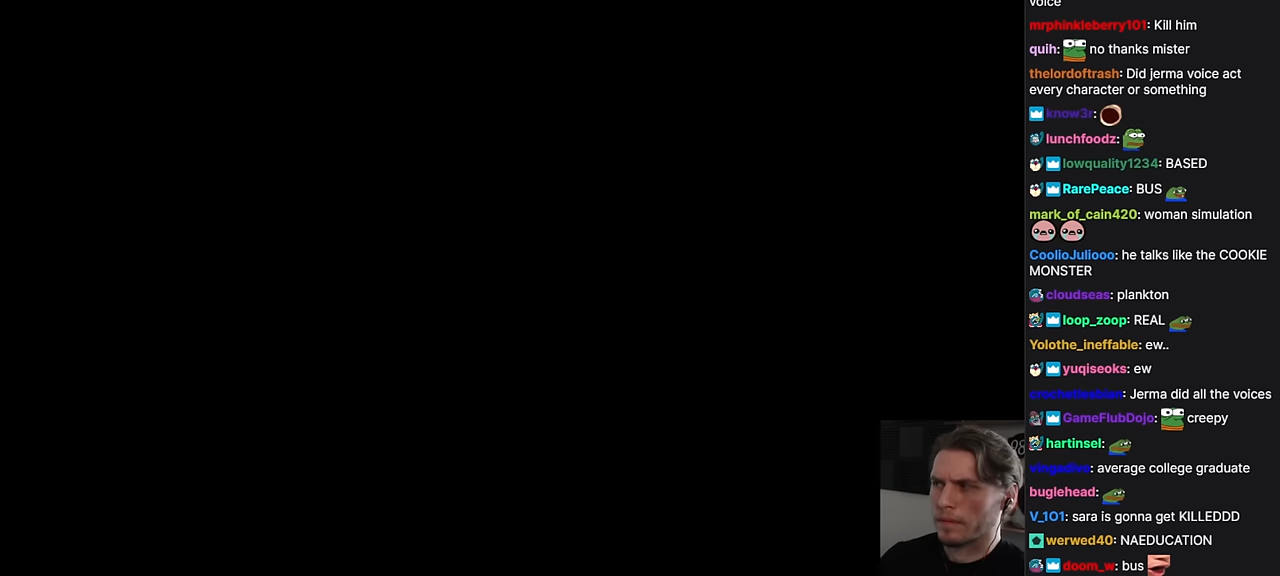 voice
mrphinkleberry101: Kill him
quih: no thanks mister
thelordoftrash: Did jerma voice act
every character or something
know3r:
lunchfoodz:
lowquality1234: BASED
RarePeace: BUS
mark_of_cain420: woman simulation
CoolioJuliooo: he talks like the COOKIE
MONSTER
cloudseas: plankton
loop_zoop: REAL
Yolothe_ineffable: ew..
yuqiseoks: ew
crochetlesbian: Jerma did all the voices
GameFlubDojo: creepy
hartinsel:
vingadivo: average college graduate
buglehead:
V_1O1: sara is gonna get KILLEDDD
werwed40: NAEDUCATION
doom_w: bus